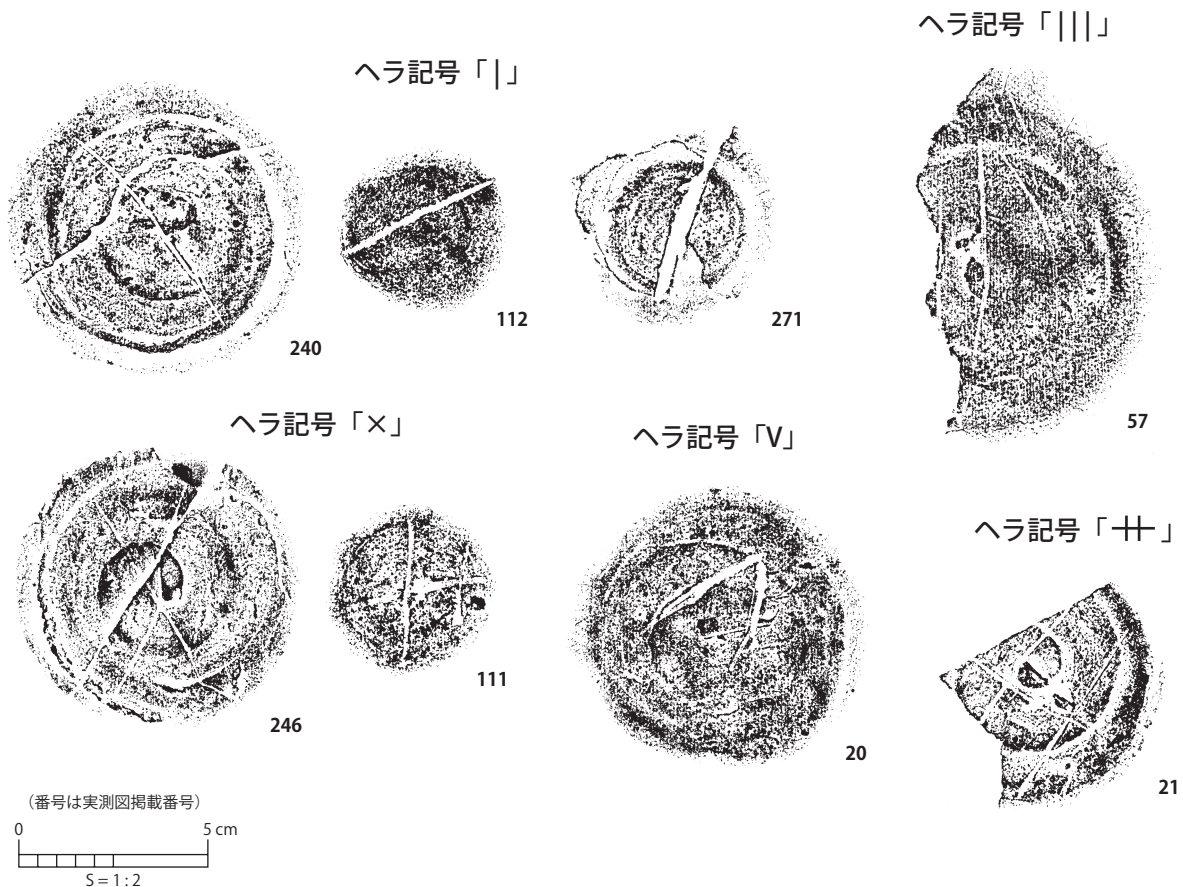 ヘラ記号「|」
240
112
271
ヘラ記号「|||」
57
ヘラ記号「×」
246
111
ヘラ記号「V」
20
ヘラ記号「卄」
21
（番号は実測図掲載番号）
0 5 cm
S = 1 : 2